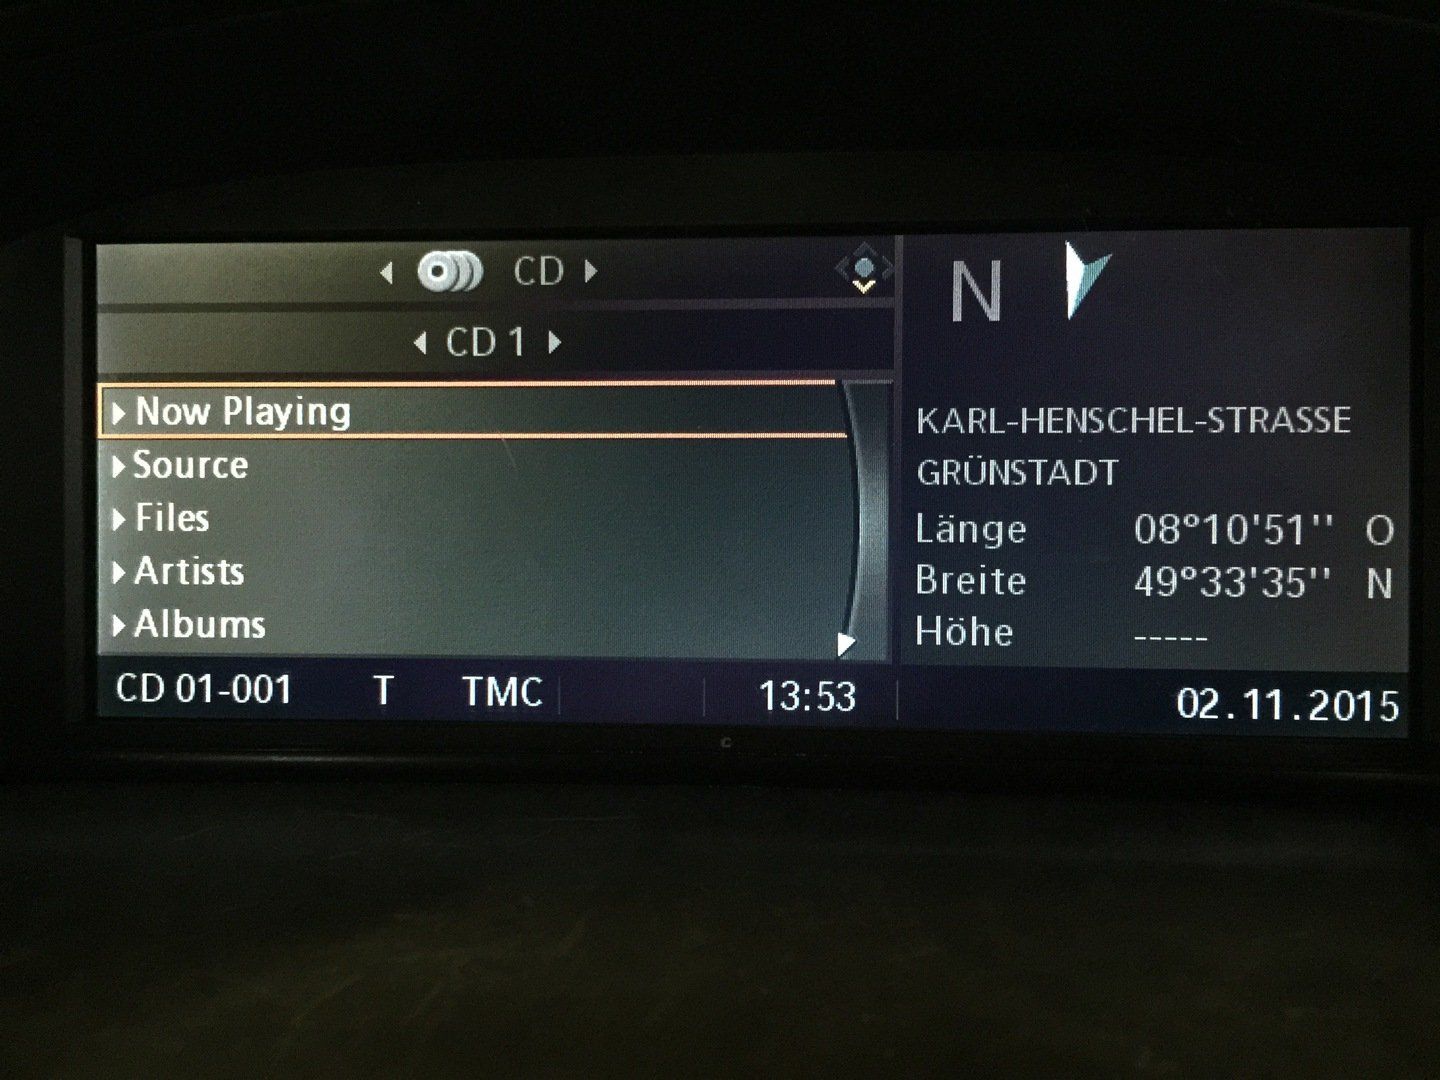 CD
CD 1
Now Playing
Source
Files
Artists
Albums
CD 01-001 T TMC 13:53
N
KARL-HENSCHEL-STRASSE
GRÜNSTADT
Länge 08°10'51'' O
Breite 49°33'35'' N
Höhe -----
02.11.2015